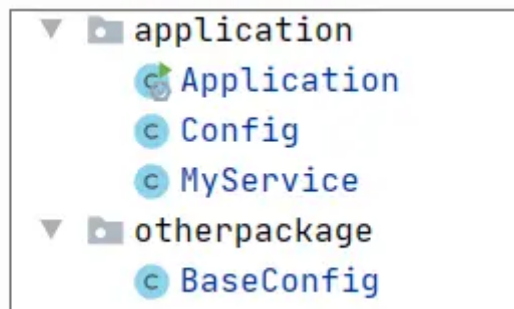 application
Application
Config
MyService
otherpackage
BaseConfig